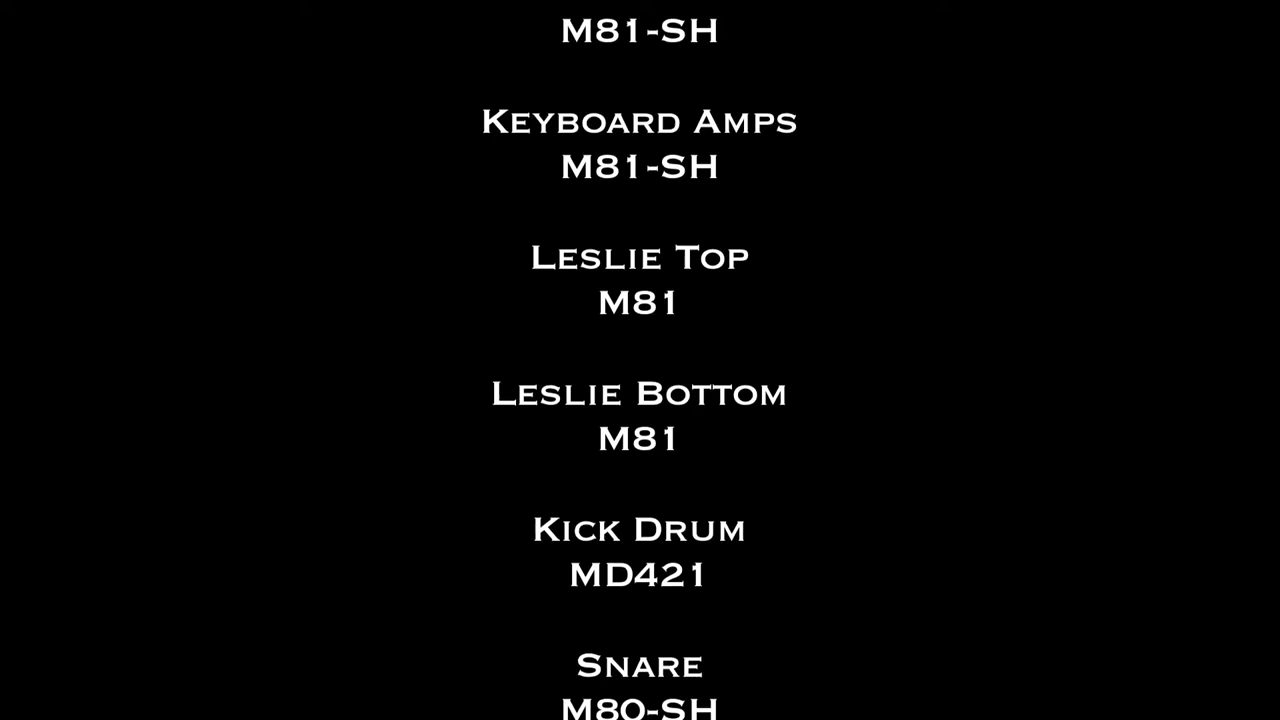 M81-SH
Keyboard Amps
M81-SH
Leslie Top
M81
Leslie Bottom
M81
Kick Drum
MD421
Snare
M80-SH